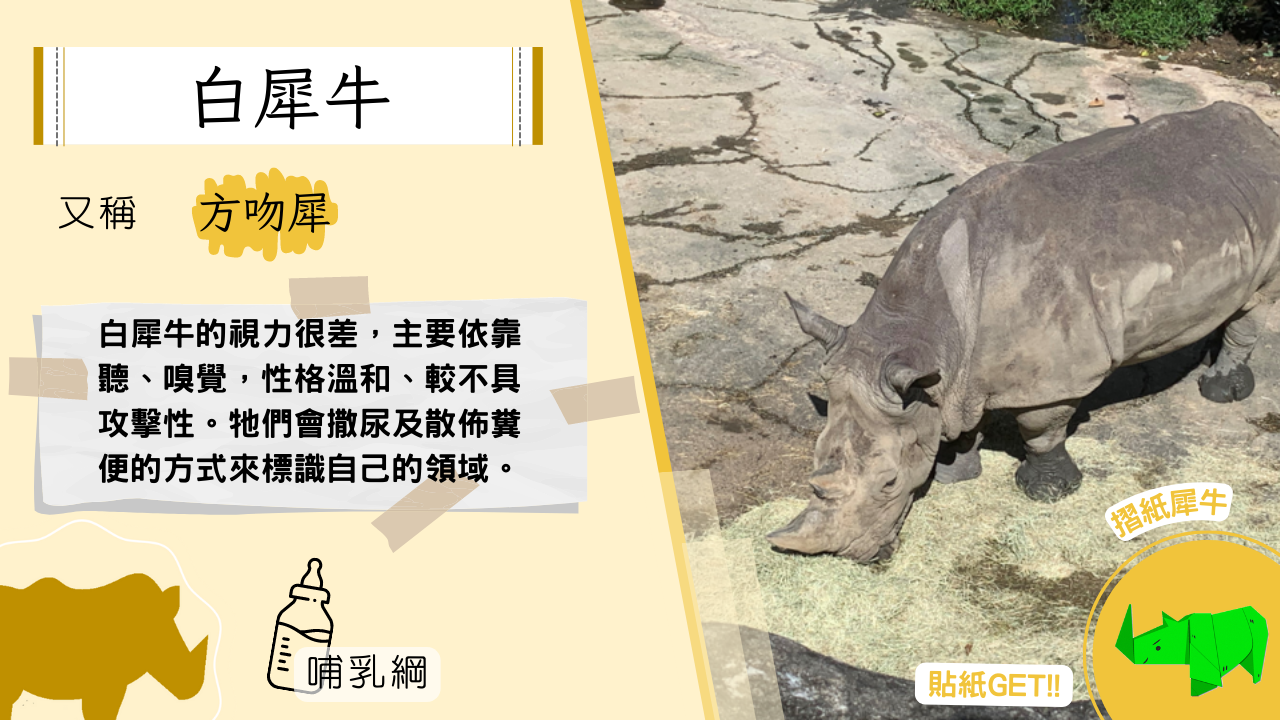 白犀牛
又稱 方吻犀
白犀牛的視力很差，主要依靠
聽、嗅覺，性格溫和、較不具
攻擊性。牠們會撒尿及散佈糞
便的方式來標識自己的領域。
哺乳綱
摺紙犀牛
貼紙GET!!